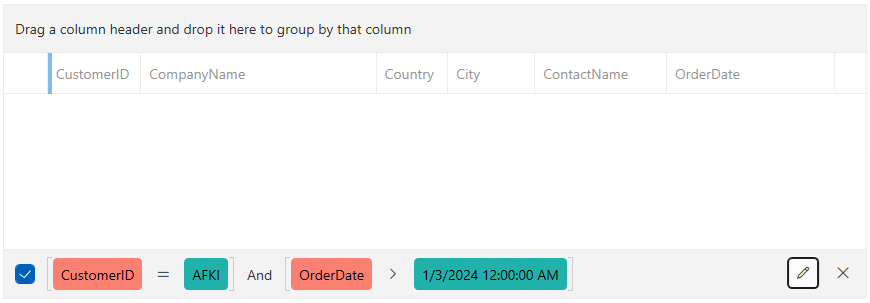 Drag a column header and drop it here to group by that column
CustomerID CompanyName Country City ContactName OrderDate
[CustomerID = AFKI] And [OrderDate > 1/3/2024 12:00:00 AM]